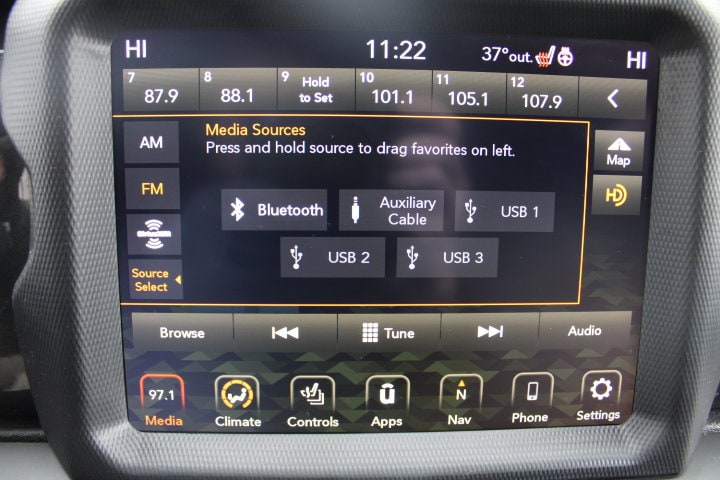 HI 11:22 37°out. HI
7 87.9 8 88.1 9 Hold to Set 10 101.1 11 105.1 12 107.9
Media Sources
Press and hold source to drag favorites on left.
AM
FM
SiriusXM
Source
Select
Bluetooth
Auxiliary
Cable
USB 1
USB 2
USB 3
Map
HD
Browse Tune Audio
97.1 N
Media Climate Controls Apps Nav Phone Settings